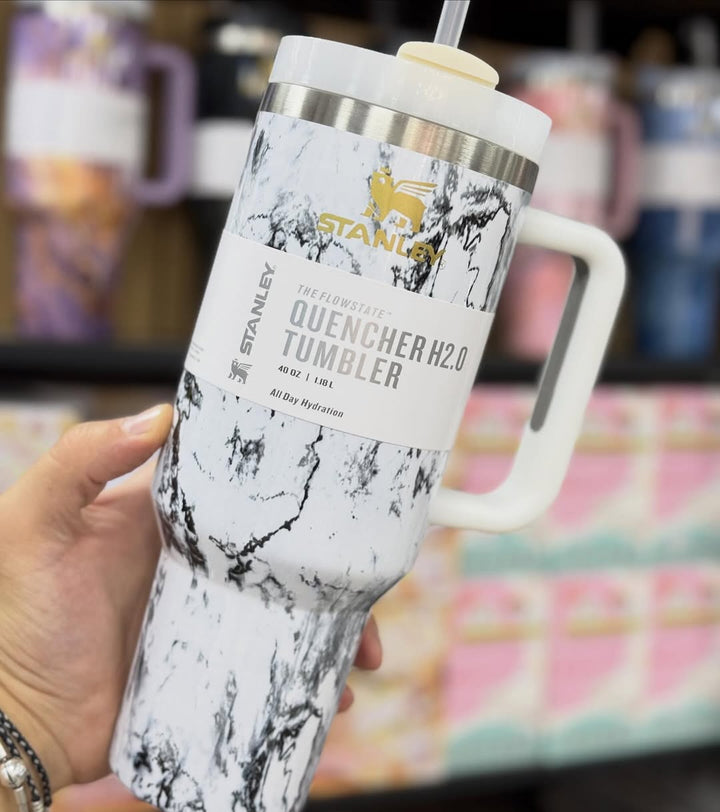 STANLEY
STANLEY
THE FLOWSTATE™
QUENCHER H2.0
TUMBLER
40 OZ | 1.18 L
All Day Hydration